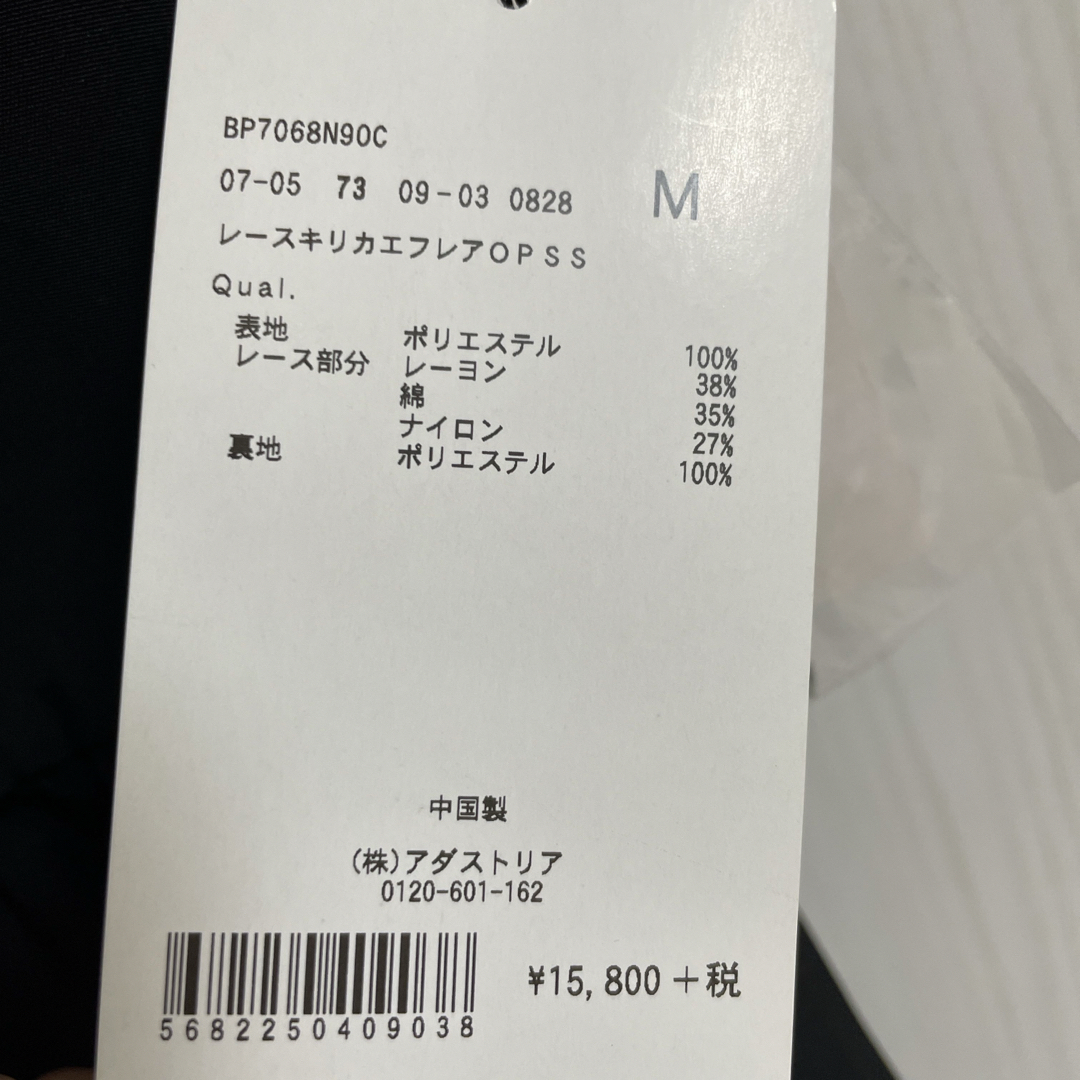 BP7068N90C
07-05 73 09-03 0828 M
レースキリカエフレアOPSS
Qual.
表地 ポリエステル 100%
レース部分 レーヨン 38%
綿 35%
ナイロン 27%
裏地 ポリエステル 100%
中国製
(株)アダストリア
0120-601-162
¥15,800+税
5682250409038